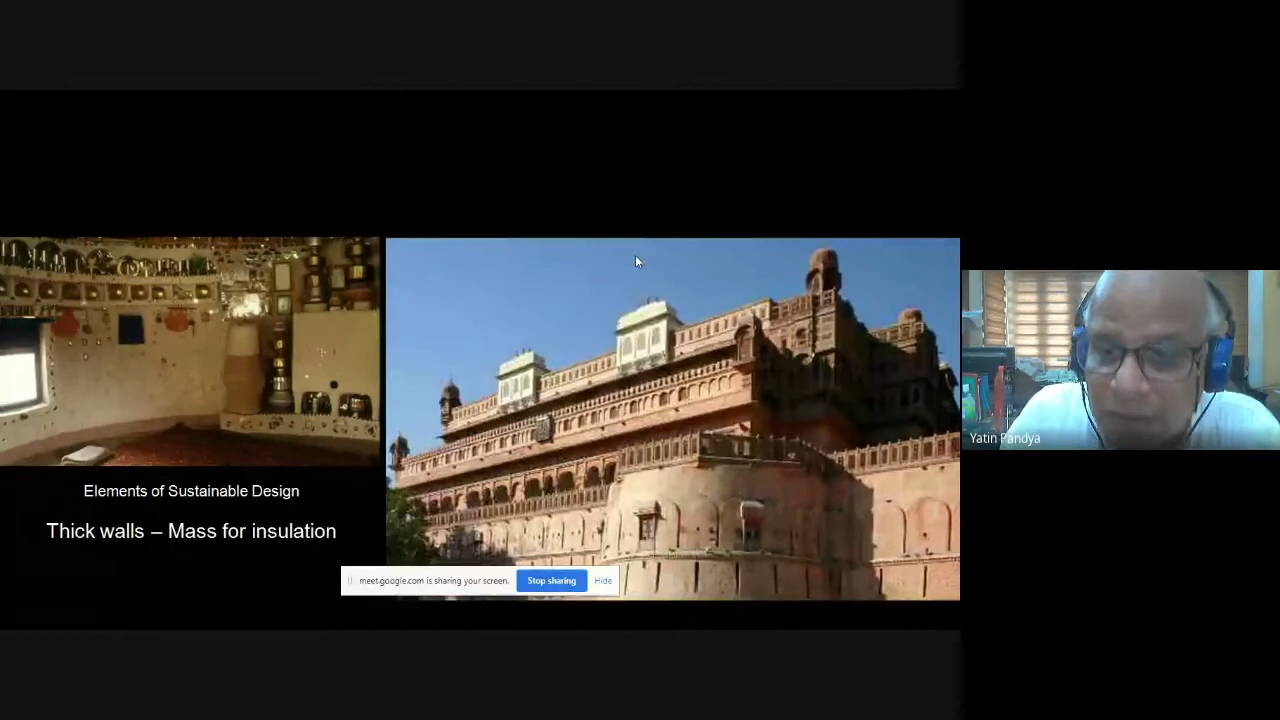 Elements of Sustainable Design
Thick walls – Mass for insulation
meet.google.com is sharing your screen.
Stop sharing
Hide
Yatin Pandya